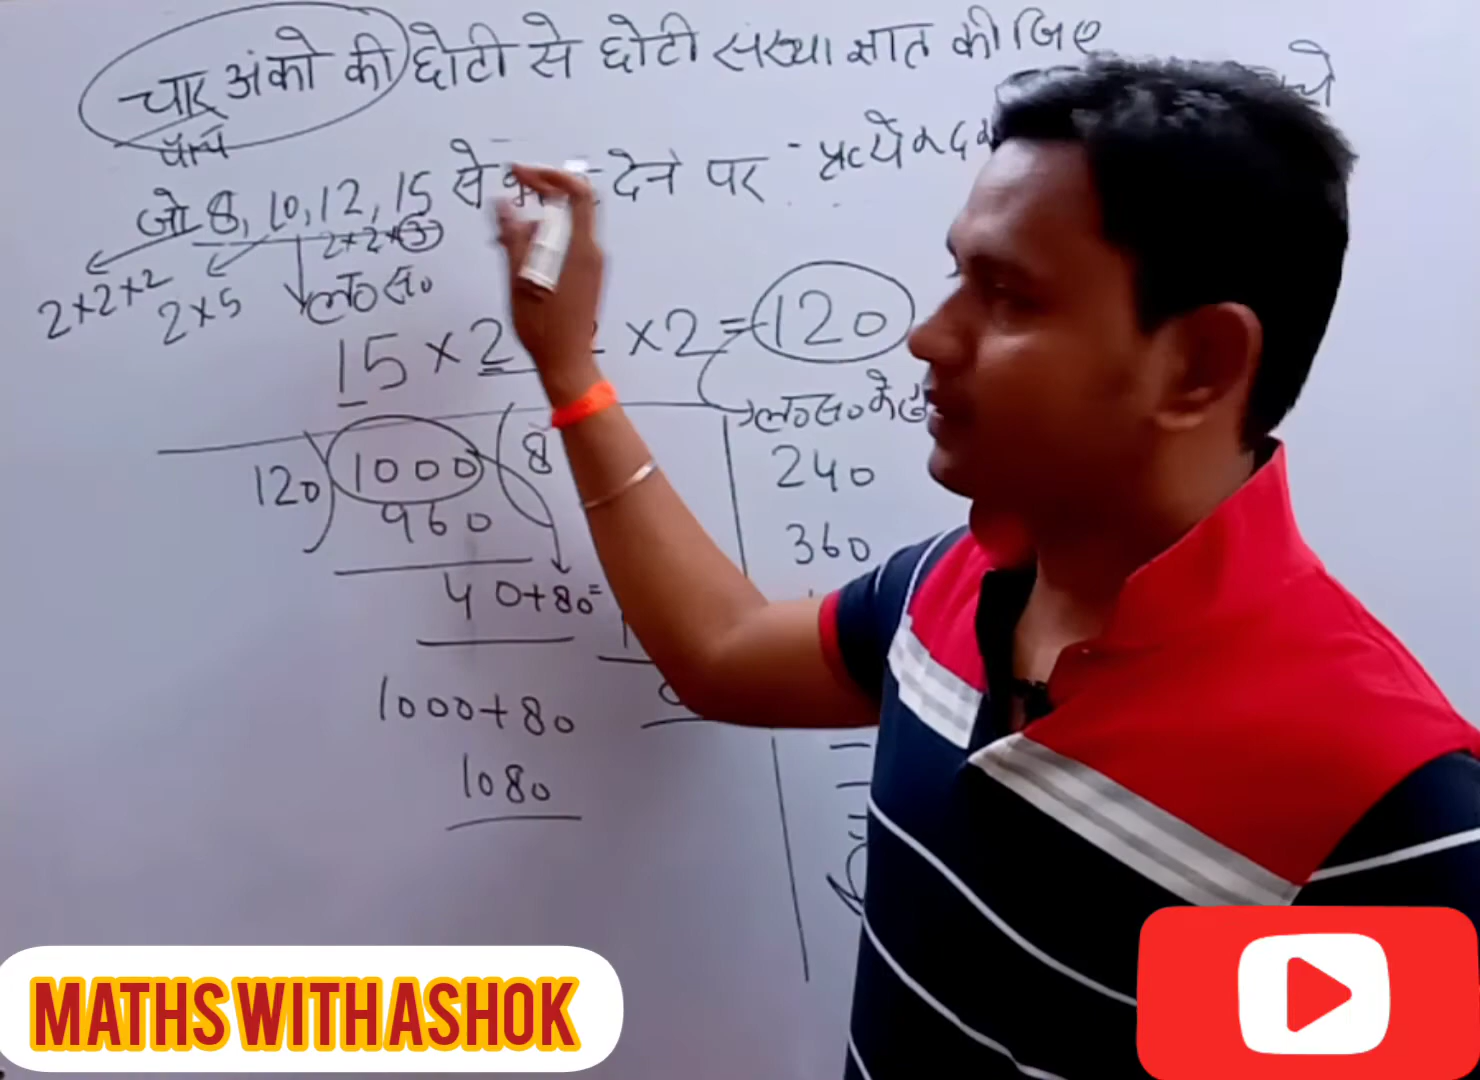 चार अंको की छोटी से छोटी संख्या ज्ञात कीजिए
पाँच
जो 8, 10, 12, 15 से देने पर प्रत्येक
2×2×2 2×5 2×2×3
ल०स०
15 × 2 × 2 = 120
ल०स० के
120) 1000 (8
960
40+80=
1000+80
1080
240
360
MATHS WITH ASHOK